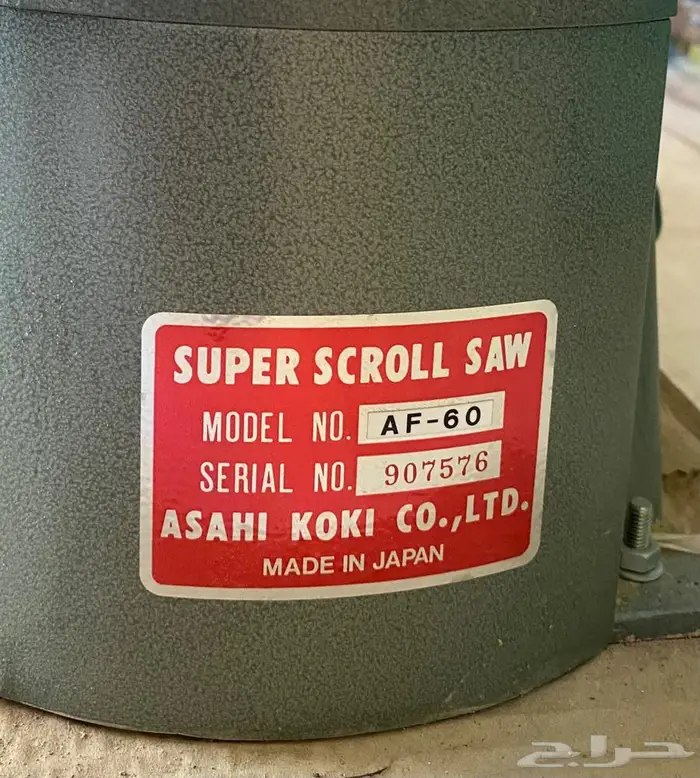 SUPER SCROLL SAW
MODEL NO. AF-60
SERIAL NO. 907576
ASAHI KOKI CO.,LTD.
MADE IN JAPAN
حراج